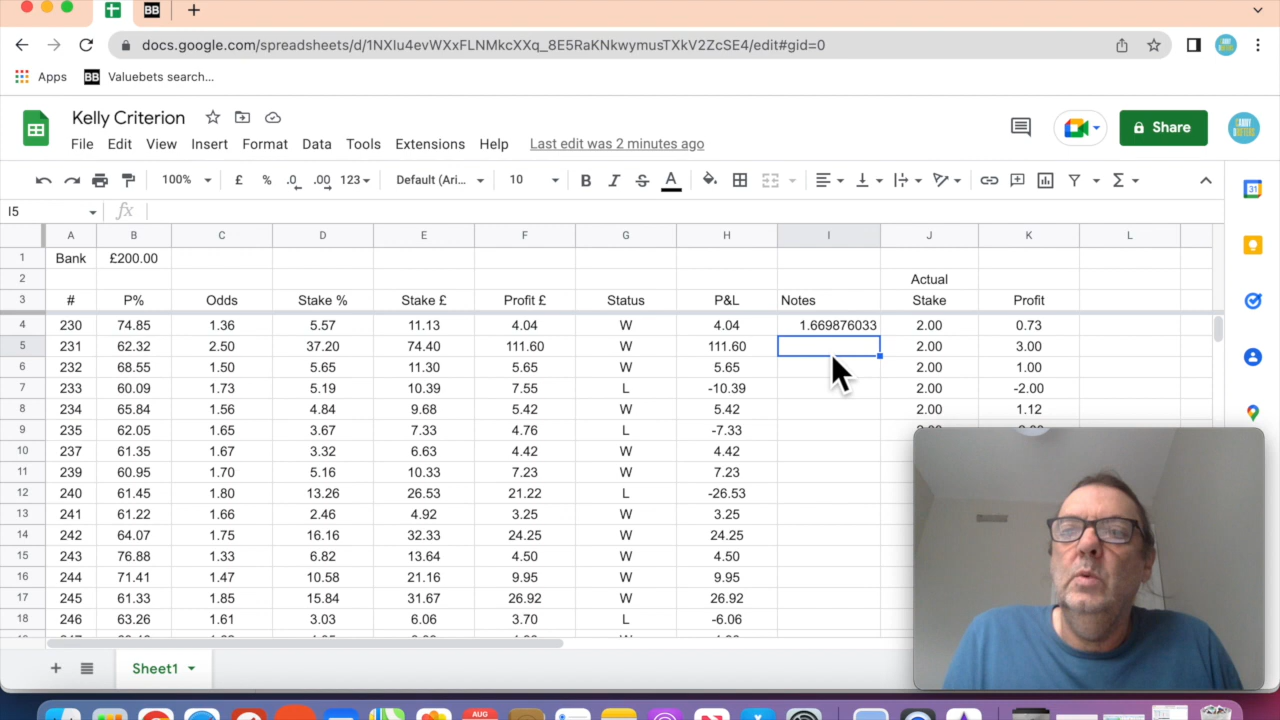 BB
docs.google.com/spreadsheets/d/1NXIu4evWXxFLNMkcXXq_8E5RaKNkwymusTXkV2ZcSE4/edit#gid=0
Apps BB Valuebets search...
Kelly Criterion
Share
File Edit View Insert Format Data Tools Extensions Help Last edit was 2 minutes ago
100% £ % .0 .00 123 Default (Ari... 10 B I S A
31
I5 fx
A B C D E F G H I J K L
1 Bank £200.00
2 Actual
3 # P% Odds Stake % Stake £ Profit £ Status P&L Notes Stake Profit
4 230 74.85 1.36 5.57 11.13 4.04 W 4.04 1.669876033 2.00 0.73
5 231 62.32 2.50 37.20 74.40 111.60 W 111.60 2.00 3.00
6 232 68.55 1.50 5.65 11.30 5.65 W 5.65 2.00 1.00
7 233 60.09 1.73 5.19 10.39 7.55 L -10.39 2.00 -2.00
8 234 65.84 1.56 4.84 9.68 5.42 W 5.42 2.00 1.12
9 235 62.05 1.65 3.67 7.33 4.76 L -7.33
10 237 61.35 1.67 3.32 6.63 4.42 W 4.42
11 239 60.95 1.70 5.16 10.33 7.23 W 7.23
12 240 61.45 1.80 13.26 26.53 21.22 L -26.53
13 241 61.22 1.66 2.46 4.92 3.25 W 3.25
14 242 64.07 1.75 16.16 32.33 24.25 W 24.25
15 243 76.88 1.33 6.82 13.64 4.50 W 4.50
16 244 71.41 1.47 10.58 21.16 9.95 W 9.95
17 245 61.33 1.85 15.84 31.67 26.92 W 26.92
18 246 63.26 1.61 3.03 6.06 3.70 L -6.06
Sheet1
AUG